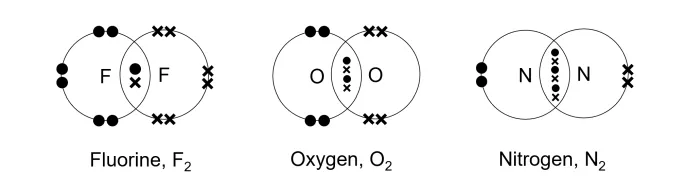 F F
O O
N N
Fluorine, F₂
Oxygen, O₂
Nitrogen, N₂